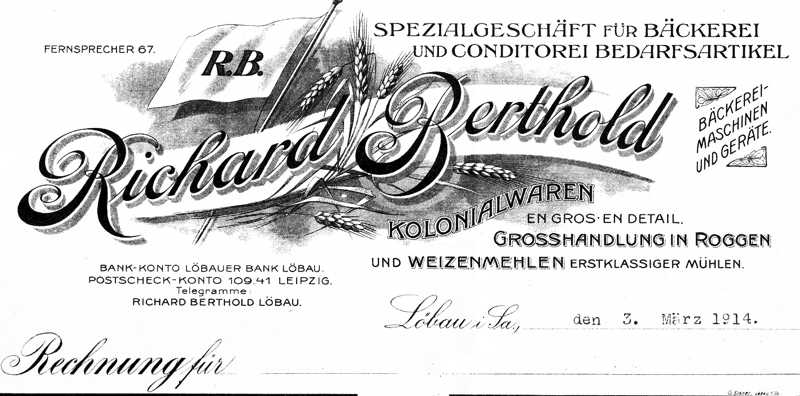 FERNSPRECHER 67.
R.B.
SPEZIALGESCHÄFT FÜR BÄCKEREI
UND CONDITOREI BEDARFSARTIKEL
Richard Berthold
BÄCKEREI-
MASCHINEN
UND GERÄTE.
KOLONIALWAREN
EN GROS · EN DETAIL.
GROSSHANDLUNG IN ROGGEN
UND WEIZENMEHLEN ERSTKLASSIGER MÜHLEN.
BANK-KONTO LÖBAUER BANK LÖBAU.
POSTSCHECK-KONTO 109.41 LEIPZIG.
Telegramme:
RICHARD BERTHOLD LÖBAU.
Löbau i Sa., den 3. März 1914.
Rechnung für